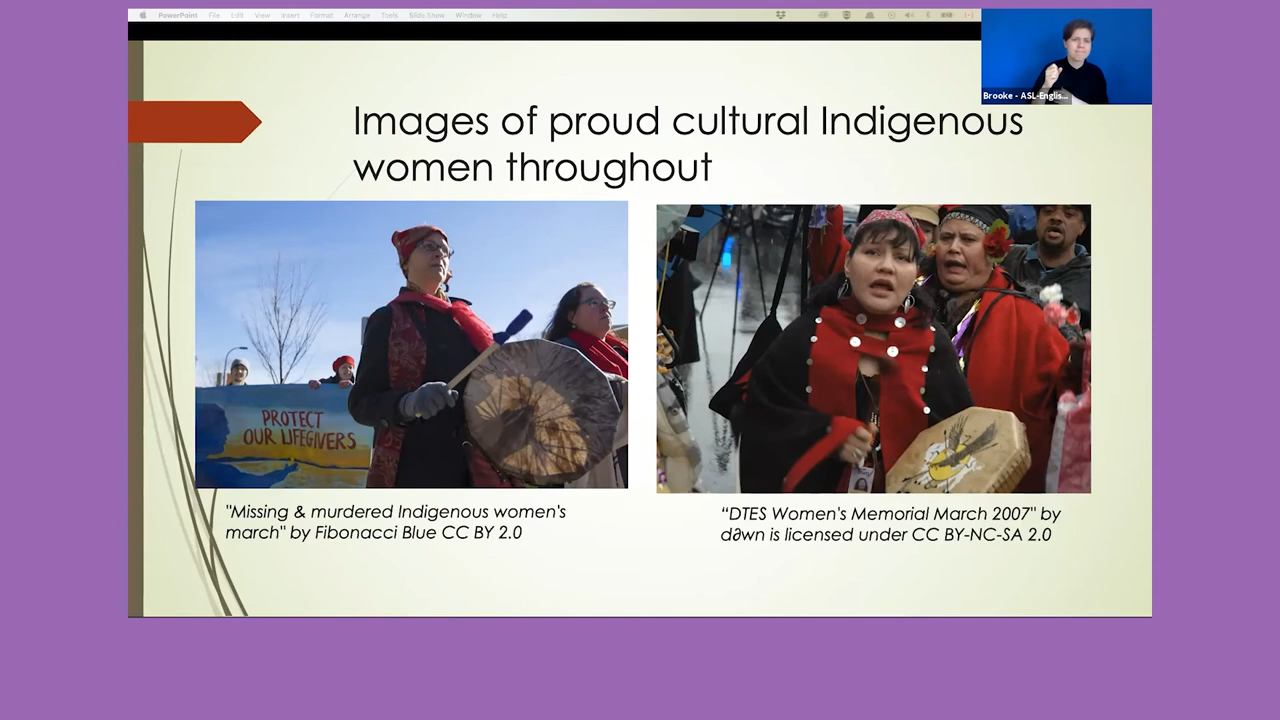 PowerPoint File Edit View Insert Format Arrange Tools Slide Show Window Help
Brooke - ASL-Englis...
Images of proud cultural Indigenous
women throughout
PROTECT
OUR LIFEGIVERS
"Missing & murdered Indigenous women's
march" by Fibonacci Blue CC BY 2.0
“DTES Women's Memorial March 2007" by
d∂wn is licensed under CC BY-NC-SA 2.0